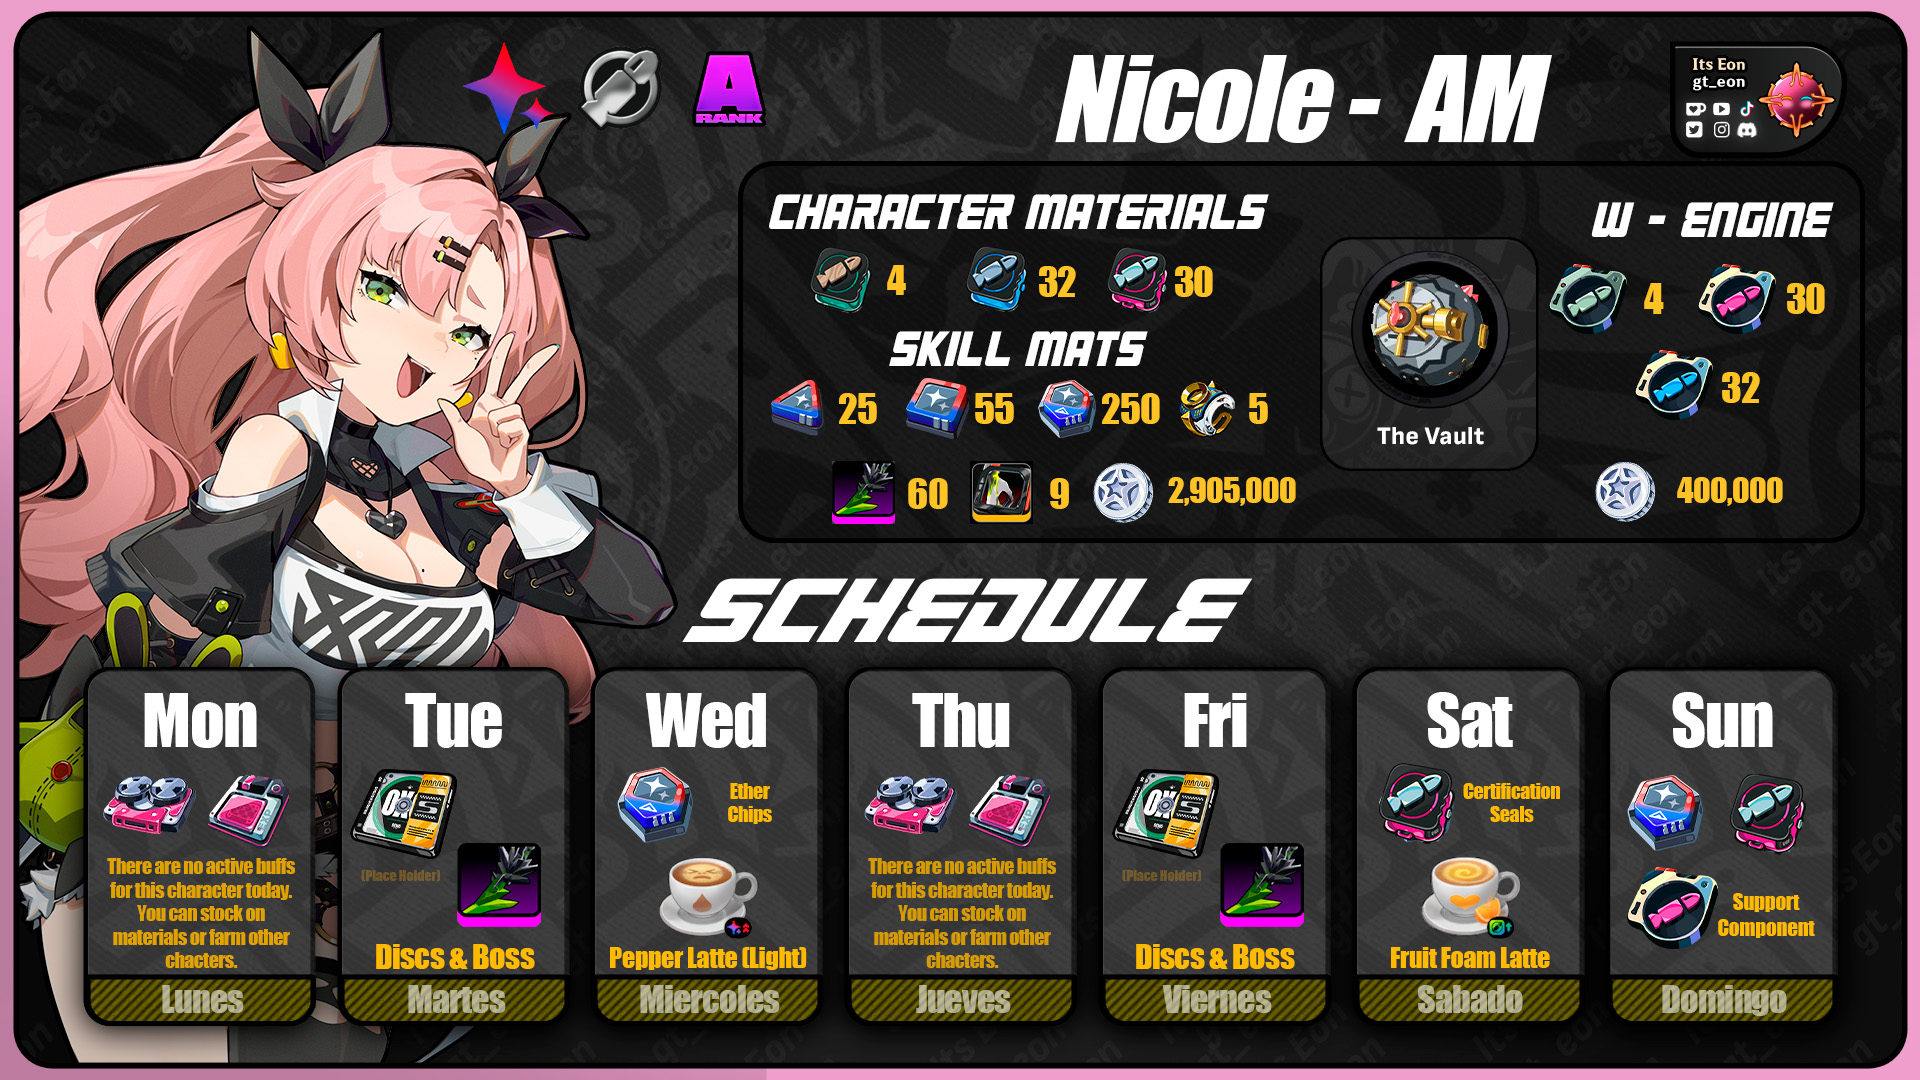 A
RANK
Nicole - AM
Its Eon
gt_eon
CHARACTER MATERIALS
4
32
30
SKILL MATS
25
55
250
5
60
9
2,905,000
The Vault
W - ENGINE
4
30
32
400,000
SCHEDULE
Mon
There are no active buffs
for this character today.
You can stock on
materials or farm other
chacters.
Lunes
Tue
(Place Holder)
Discs & Boss
Martes
Wed
Ether
Chips
Pepper Latte (Light)
Miercoles
Thu
There are no active buffs
for this character today.
You can stock on
materials or farm other
chacters.
Jueves
Fri
(Place Holder)
Discs & Boss
Viernes
Sat
Certification
Seals
Fruit Foam Latte
Sabado
Sun
Support
Component
Domingo